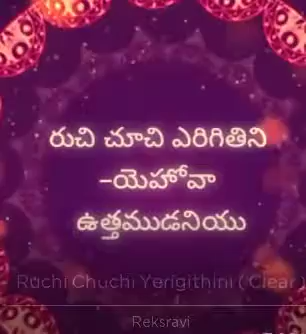 రుచి చూచి ఎరిగితిని
-యెహోవా
ఉత్తముడనియు
Ruchi Chuchi Yerigithini ( Clear )
Reksravi